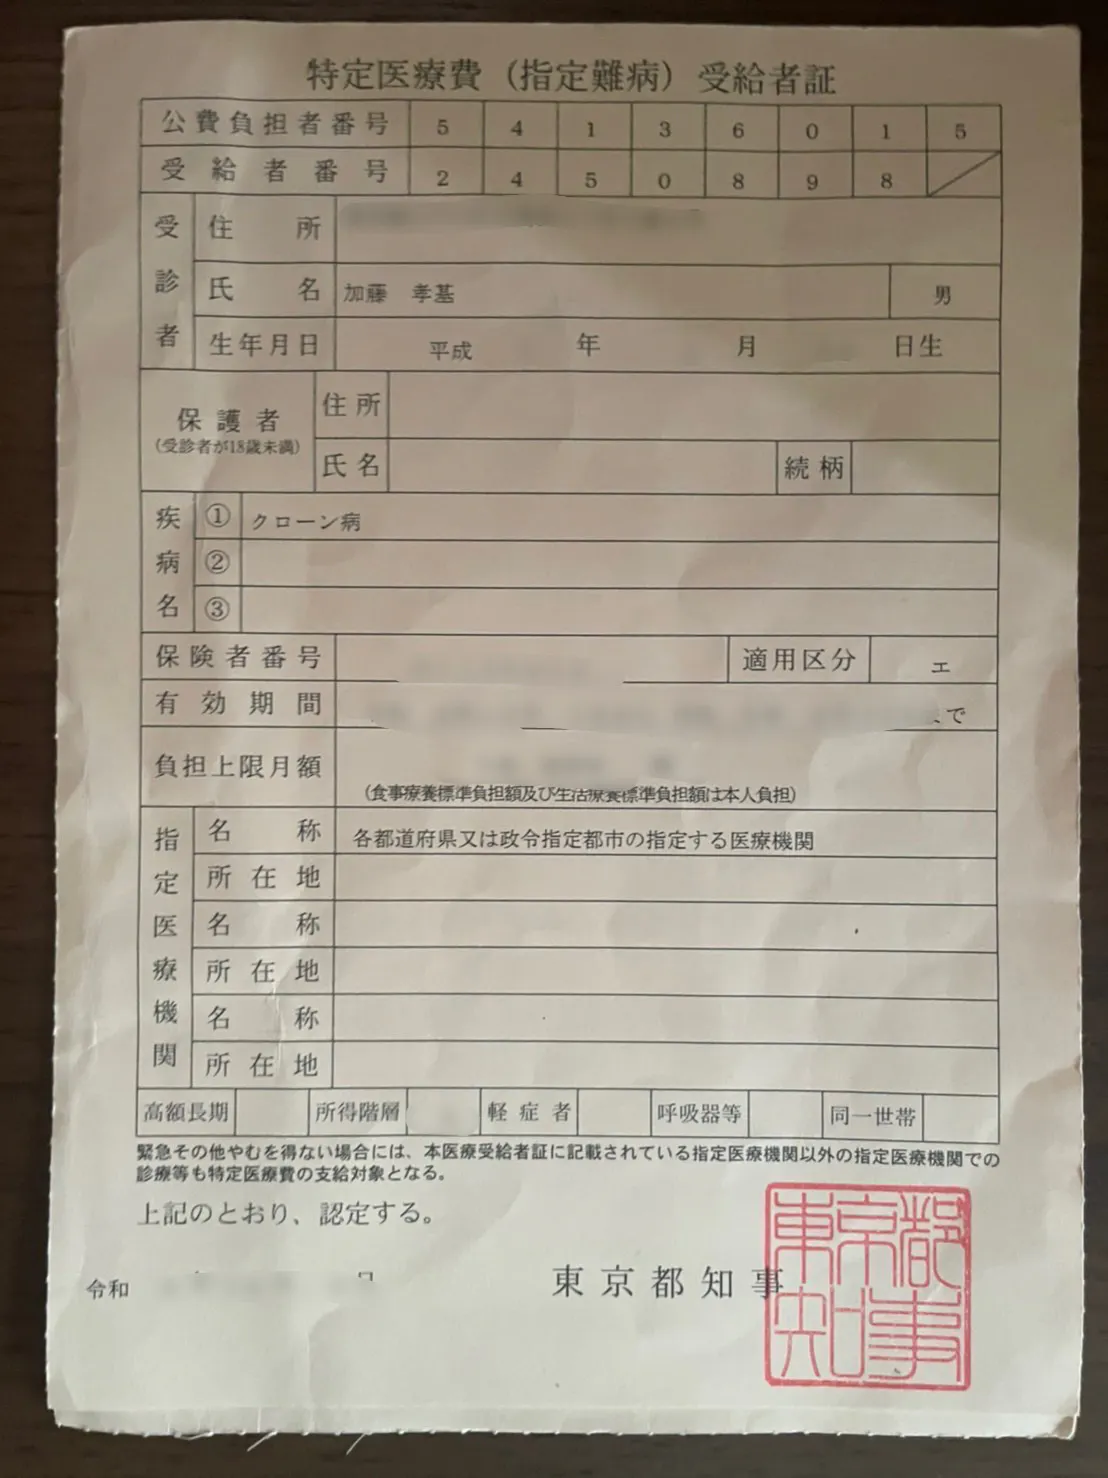 特定医療費（指定難病）受給者証
公費負担者番号 5 4 1 3 6 0 1 5
受給者番号 2 4 5 0 8 9 8
受診者 住所
氏名 加藤 孝基 男
生年月日 平成 年 月 日生
保護者 住所
(受診者が18歳未満)
氏名 続柄
疾病名 ① クローン病
②
③
保険者番号 適用区分 エ
有効期間 で
負担上限月額
(食事療養標準負担額及び生活療養標準負担額は本人負担)
指定医療機関 名称 各都道府県又は政令指定都市の指定する医療機関
所在地
名称
所在地
名称
所在地
高額長期 所得階層 軽症者 呼吸器等 同一世帯
緊急その他やむを得ない場合には、本医療受給者証に記載されている指定医療機関以外の指定医療機関での
診療等も特定医療費の支給対象となる。
上記のとおり、認定する。
令和 日
東京都知事
東京都知事